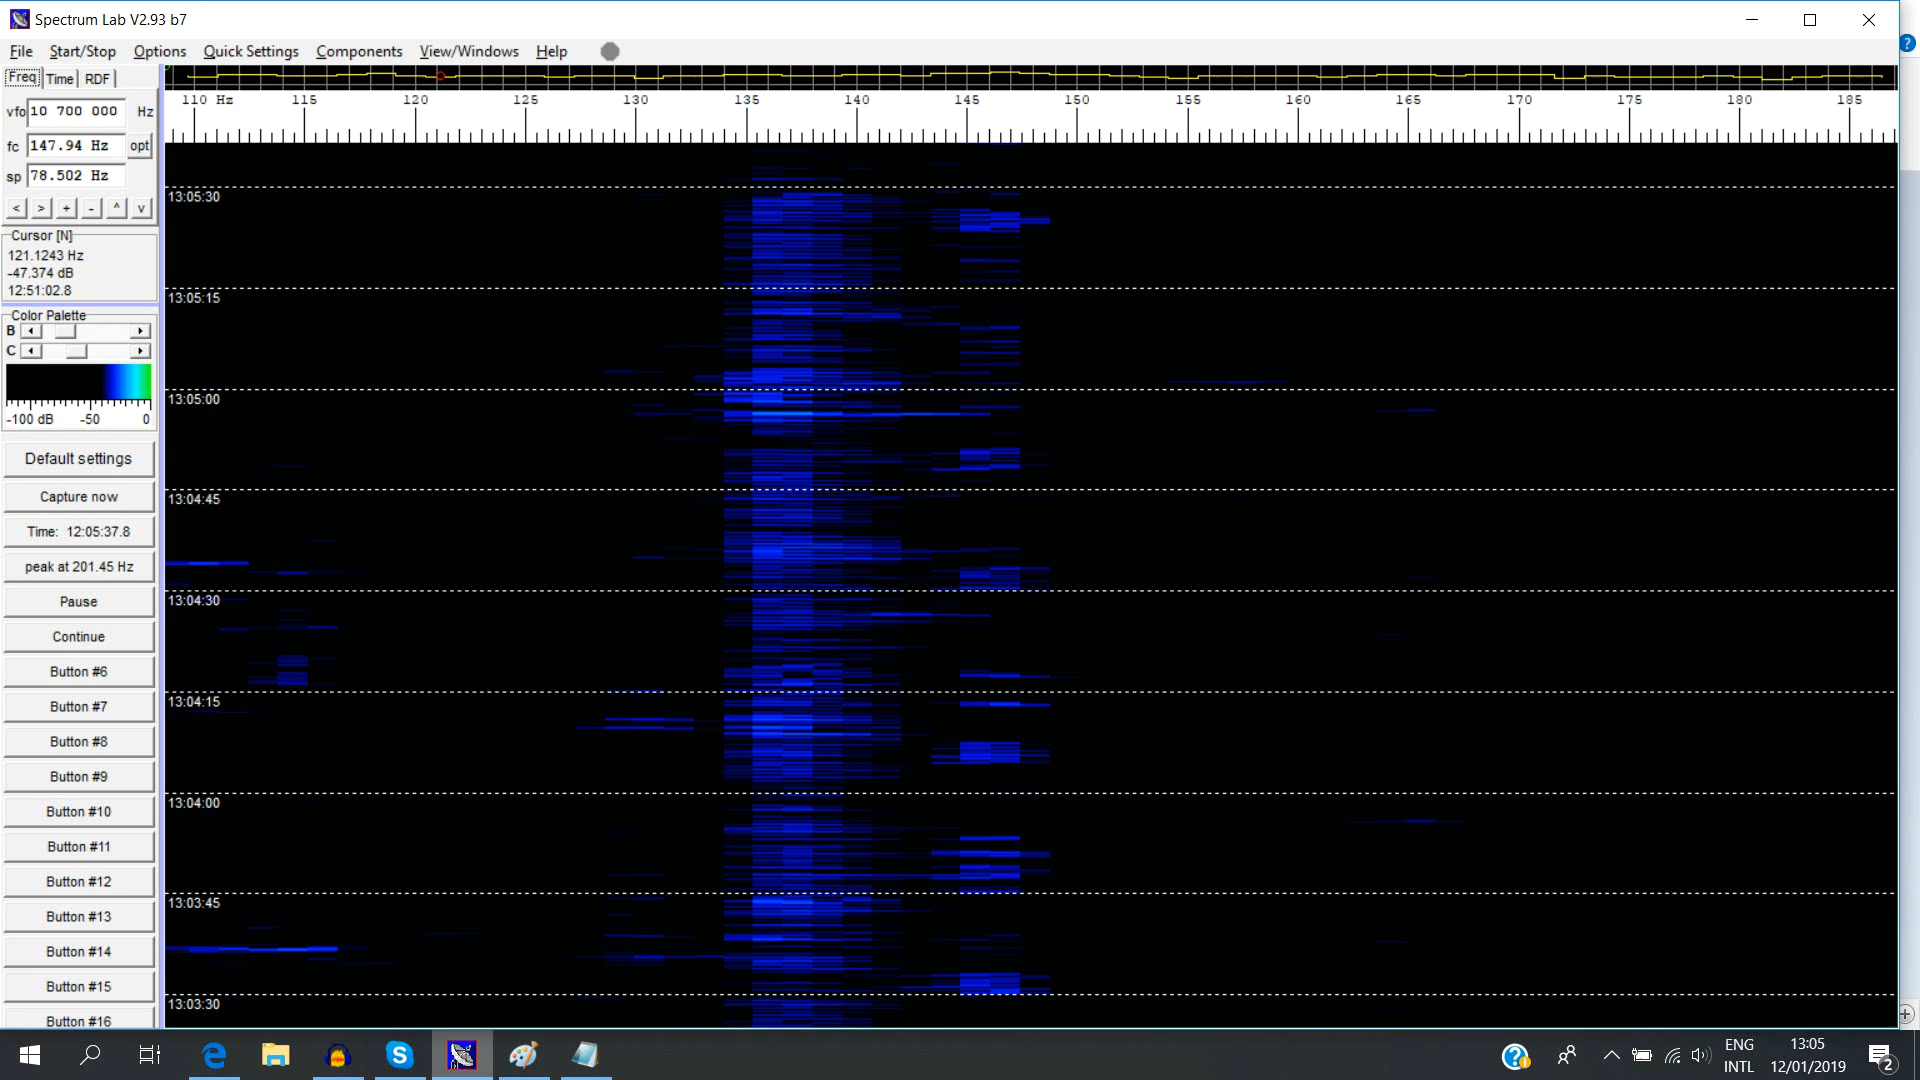 Spectrum Lab V2.93 b7
File Start/Stop Options Quick Settings Components View/Windows Help
Freq Time RDF
vfo 10 700 000 Hz
fc 147.94 Hz opt
sp 78.502 Hz
< > + - ^ v
Cursor [N]
121.1243 Hz
-47.374 dB
12:51:02.8
Color Palette
B
C
-100 dB -50 0
Default settings
Capture now
Time: 12:05:37.8
peak at 201.45 Hz
Pause
Continue
Button #6
Button #7
Button #8
Button #9
Button #10
Button #11
Button #12
Button #13
Button #14
Button #15
Button #16
110 Hz 115 120 125 130 135 140 145 150 155 160 165 170 175 180 185
13:05:30
13:05:15
13:05:00
13:04:45
13:04:30
13:04:15
13:04:00
13:03:45
13:03:30
ENG
INTL
13:05
12/01/2019
2